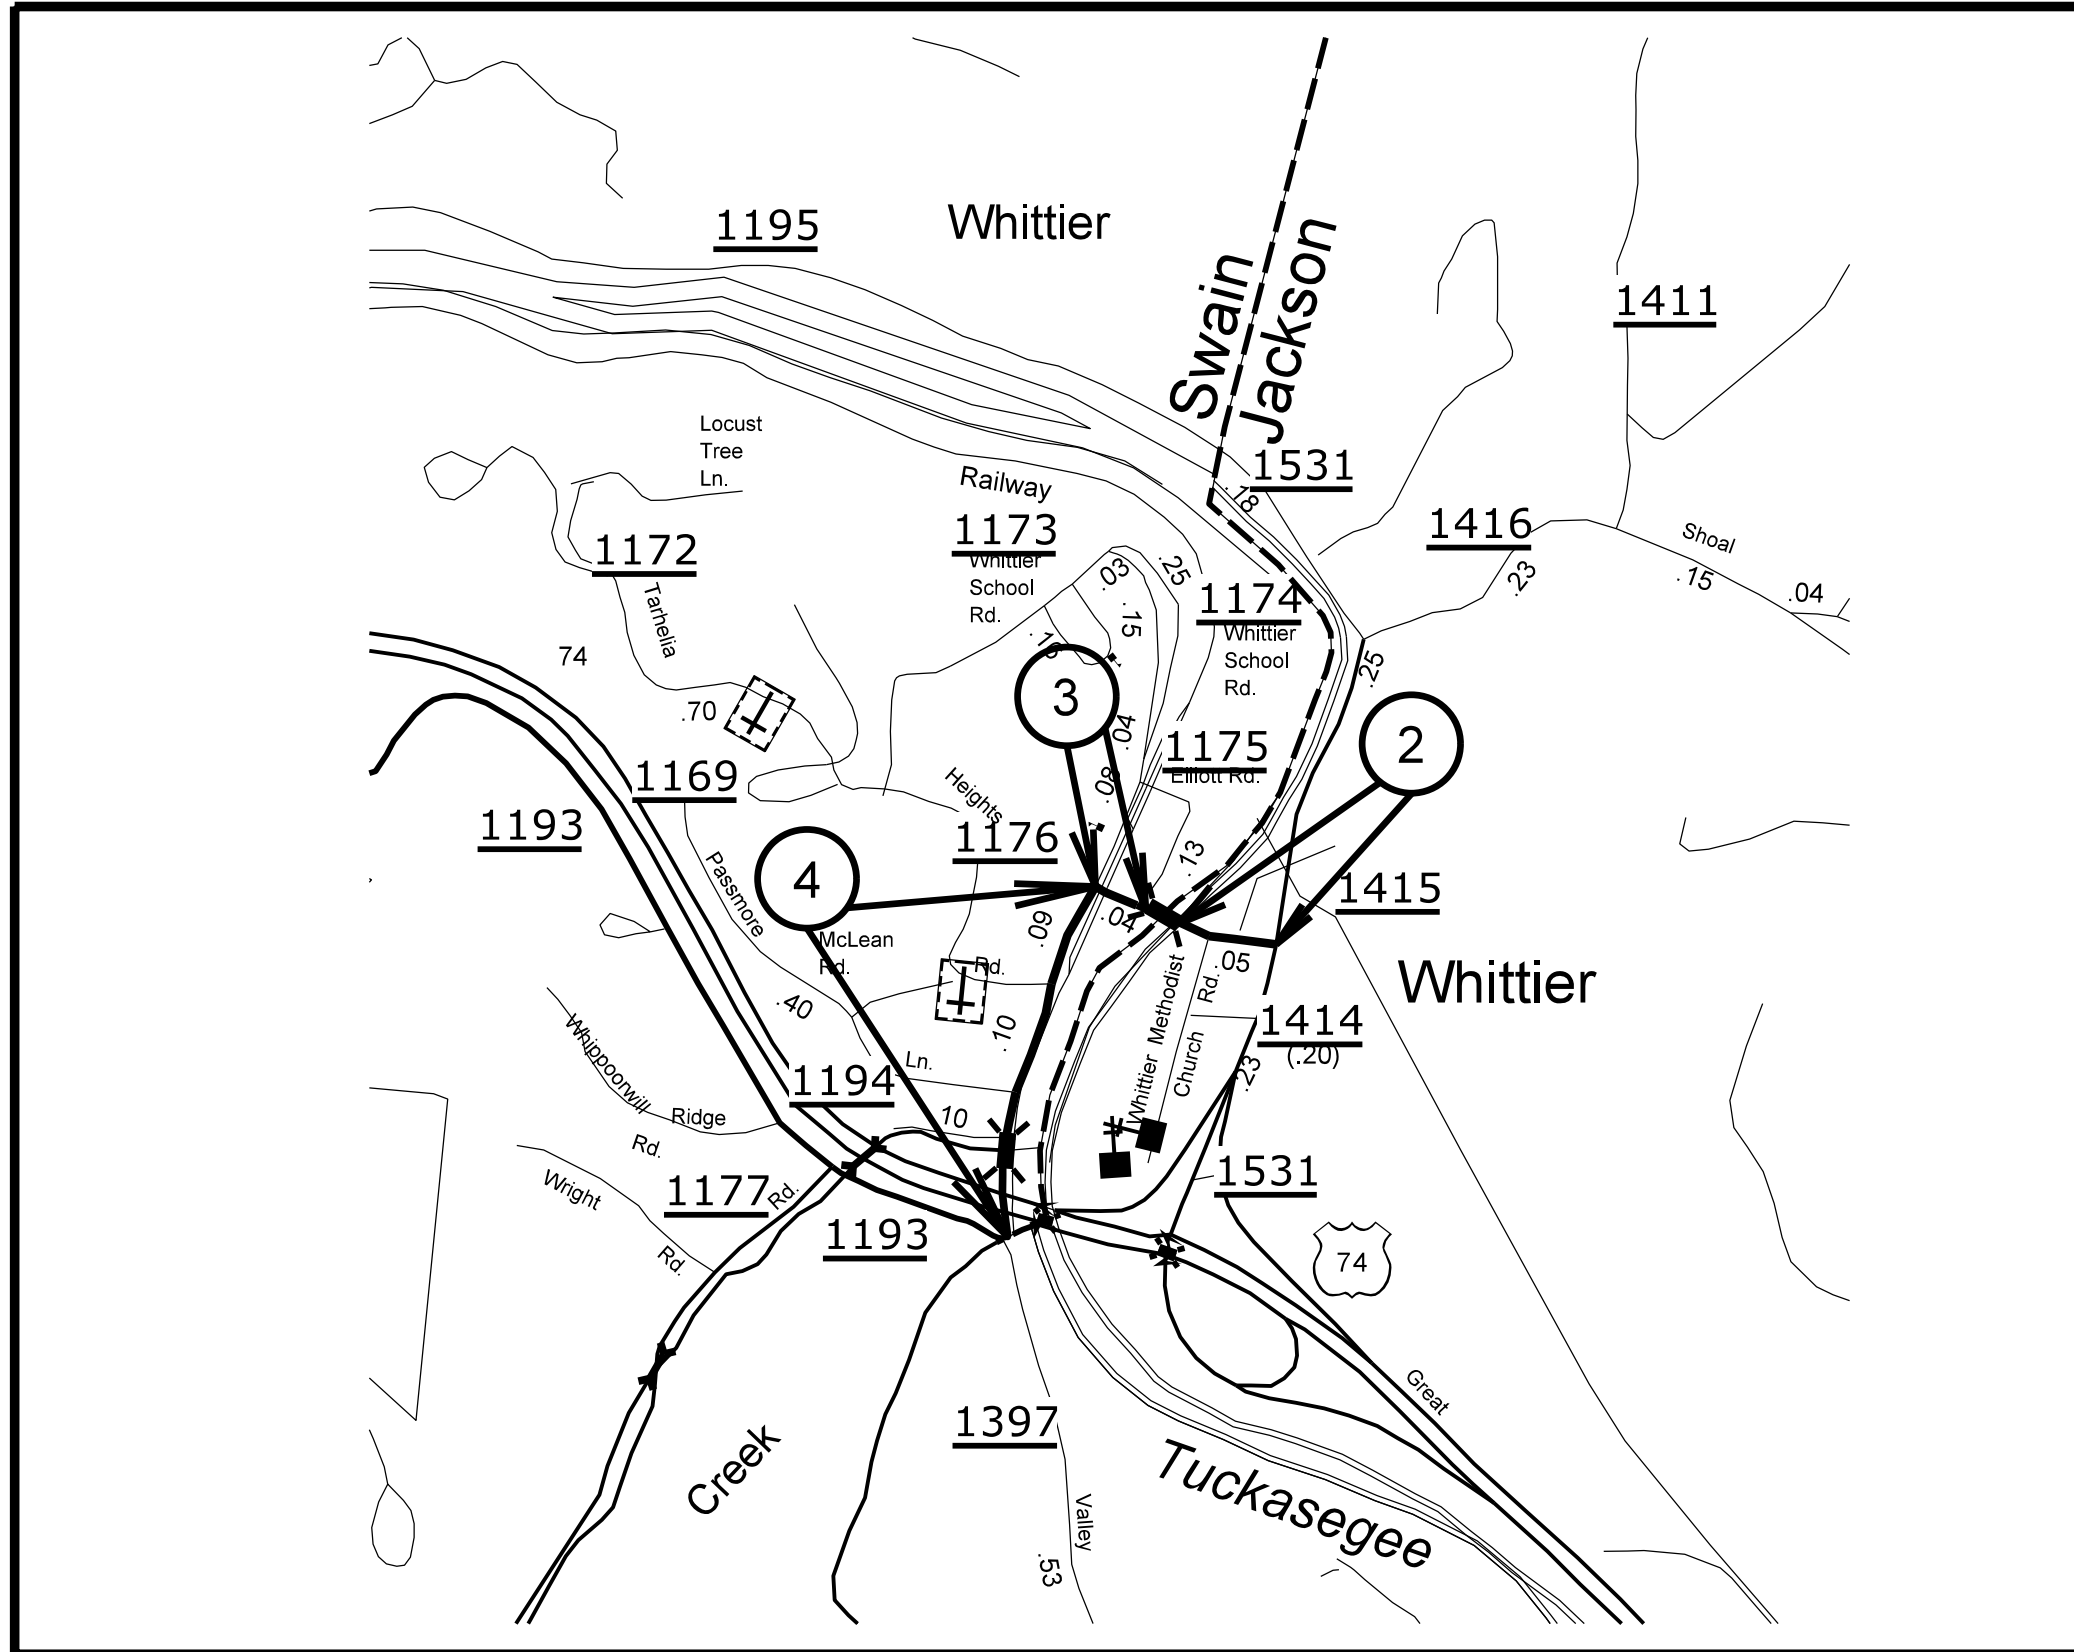 1195
Whittier
Swain
Jackson
1411
Locust
Tree
Ln.
Railway
1531
.18
1173
Whittier
School
Rd.
1172
Tarhelia
1416
.23
Shoal
.15
.04
.03
.25
.15
1174
Whittier
School
Rd.
74
.70
3
.04
.25
2
1175
Elliott Rd.
1169
1193
Heights
.08
1176
.13
1415
4
Passmore
McLean
Rd.
.09
.04
Rd.
.05
Whittier
.40
.10
Whittier Methodist
Church
Rd.
1414
(.20)
.23
Whippoorwill
Ridge
Rd.
Ln.
1194
10
Wright
Rd.
1177
Rd.
1193
1531
74
1397
Great
Creek
Tuckasegee
Valley
.53